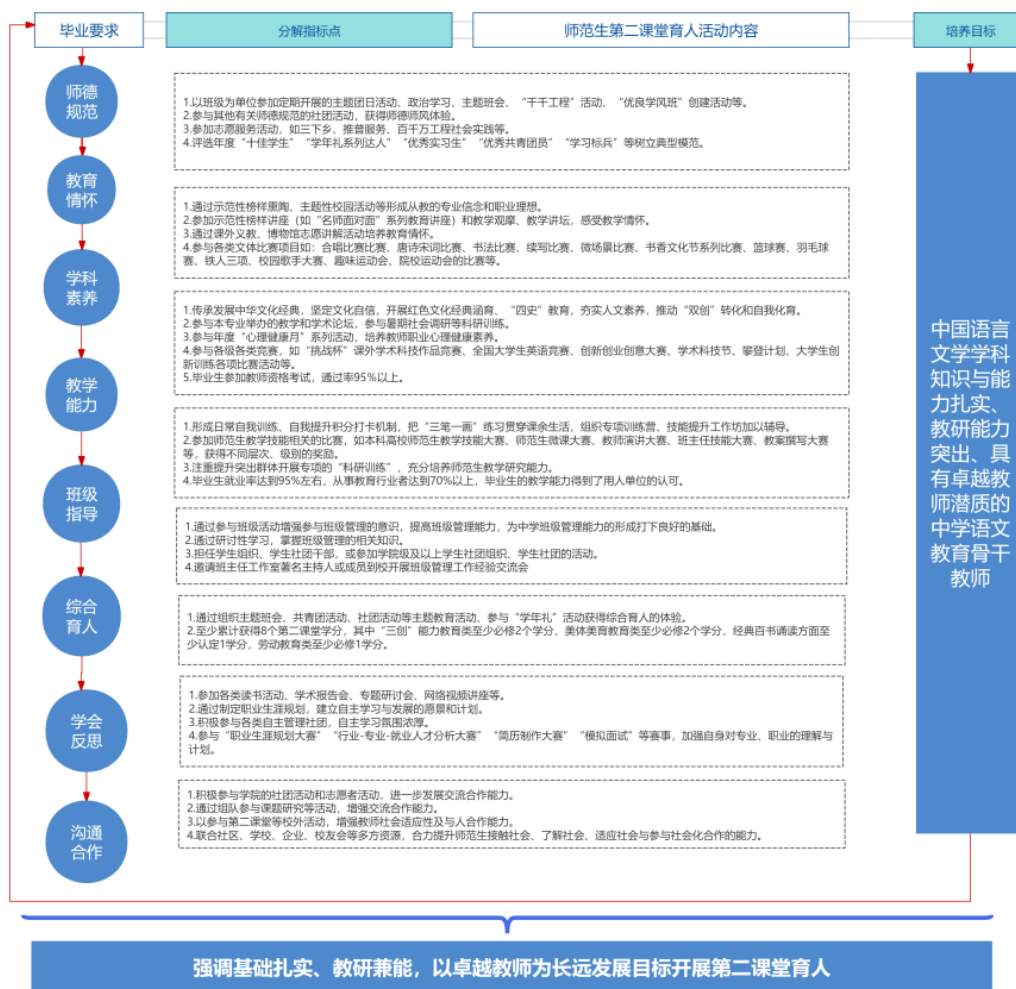 毕业要求
分解指标点
师范生第二课堂育人活动内容
培养目标
师德
规范
1.以班级为单位参加定期开展的主题团日活动、政治学习、主题班会、“千千工程”活动、“优良学风班”创建活动等。
2.参与其他有关师德规范的社团活动，获得师德师风体验。
3.参加志愿服务活动，如三下乡、推普服务、百千万工程社会实践等。
4.评选年度“十佳学生”“学年礼系列达人”“优秀实习生”“优秀共青团员”“学习标兵”等树立典型模范。
教育
情怀
1.通过示范性榜样熏陶、主题性校园活动等形成从教的专业信念和职业理想。
2.参加示范性榜样讲座（如“名师面对面”系列教育讲座）和教学观摩、教学讲坛，感受教学情怀。
3.通过课外义教、博物馆志愿讲解活动培养教育情怀。
4.参与各类文体比赛项目如：合唱比赛比赛、唐诗宋词比赛、书法比赛、续写比赛、微场景比赛、书香文化节系列比赛、篮球赛、羽毛球
赛、铁人三项、校园歌手大赛、趣味运动会、院校运动会的比赛等。
学科
素养
1.传承发展中华文化经典，坚定文化自信，开展红色文化经典涵育、“四史”教育，夯实人文素养，推动“双创”转化和自我化育。
2.参与本专业举办的教学和学术论坛，参与暑期社会调研等科研训练。
3.参与年度“心理健康月”系列活动，培养教师职业心理健康素养。
4.参与各级各类竞赛，如“挑战杯”课外学术科技作品竞赛、全国大学生英语竞赛、创新创业创意大赛、学术科技节、攀登计划、大学生创
新训练各项比赛活动等。
5.毕业生参加教师资格考试，通过率95%以上。
教学
能力
1.形成日常自我训练、自我提升积分打卡机制，把“三笔一画”练习贯穿课余生活，组织专项训练营、技能提升工作坊加以辅导。
2.参加师范生教学技能相关的比赛，如本科高校师范生教学技能大赛、师范生微课大赛、教师演讲大赛、班主任技能大赛、教案撰写大赛
等，获得不同层次、级别的奖励。
3.注重提升突出群体开展专项的“科研训练”，充分培养师范生教学研究能力。
4.毕业生就业率达到95%左右，从事教育行业者达到70%以上，毕业生的教学能力得到了用人单位的认可。
班级
指导
1.通过参与班级活动增强参与班级管理的意识，提高班级管理能力，为中学班级管理能力的形成打下良好的基础。
2.通过研讨性学习，掌握班级管理的相关知识。
3.担任学生组织、学生社团干部，或参加学院级及以上学生社团组织、学生社团的活动。
4.邀请班主任工作室著名主持人或成员到校开展班级管理工作经验交流会
综合
育人
1.通过组织主题班会、共青团活动、社团活动等主题教育活动、参与“学年礼”活动获得综合育人的体验。
2.至少累计获得8个第二课堂学分，其中“三创”能力教育类至少必修2个学分，美体美育教育类至少必修2个学分，经典百书诵读方面至
少认定1学分，劳动教育类至少必修1学分。
学会
反思
1.参加各类读书活动、学术报告会、专题研讨会、网络视频讲座等。
2.通过制定职业生涯规划，建立自主学习与发展的愿景和计划。
3.积极参与各类自主管理社团，自主学习氛围浓厚。
4.参与“职业生涯规划大赛”“行业-专业-就业人才分析大赛”“简历制作大赛”“模拟面试”等赛事，加强自身对专业、职业的理解与
计划。
沟通
合作
1.积极参与学院的社团活动和志愿者活动，进一步发展交流合作能力。
2.通过组队参与课题研究等活动，增强交流合作能力。
3.以参与第二课堂等校外活动，增强教师社会适应性及与人合作能力。
4.联合社区、学校、企业、校友会等多方资源，合力提升师范生接触社会、了解社会、适应社会与参与社会化合作的能力。
中国语言
文学学科
知识与能
力扎实、
教研能力
突出、具
有卓越教
师潜质的
中学语文
教育骨干
教师
强调基础扎实、教研兼能，以卓越教师为长远发展目标开展第二课堂育人